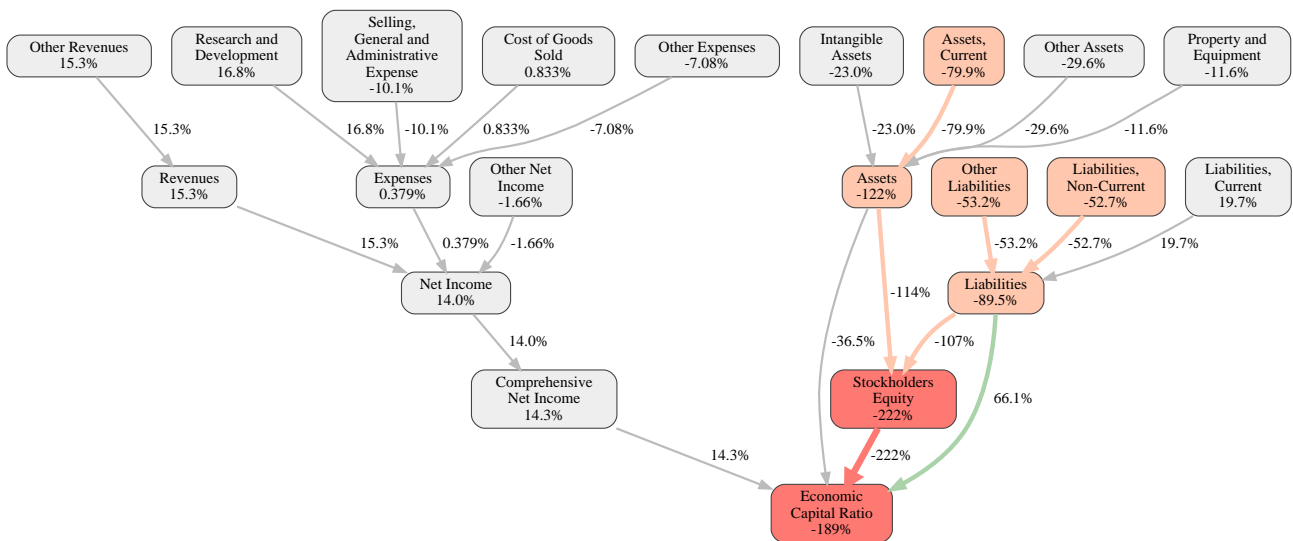 Other Revenues
15.3%
Research and
Development
16.8%
Selling,
General and
Administrative
Expense
-10.1%
Cost of Goods
Sold
0.833%
Other Expenses
-7.08%
Intangible
Assets
-23.0%
Assets,
Current
-79.9%
Other Assets
-29.6%
Property and
Equipment
-11.6%
15.3%
16.8%
-10.1%
0.833%
-7.08%
-23.0%
-79.9%
-29.6%
-11.6%
Revenues
15.3%
Expenses
0.379%
Other Net
Income
-1.66%
Assets
-122%
Other
Liabilities
-53.2%
Liabilities,
Non-Current
-52.7%
Liabilities,
Current
19.7%
15.3%
0.379%
-1.66%
-53.2%
-52.7%
19.7%
Net Income
14.0%
Liabilities
-89.5%
-114%
14.0%
-36.5%
-107%
Comprehensive
Net Income
14.3%
Stockholders
Equity
-222%
66.1%
14.3%
-222%
Economic
Capital Ratio
-189%